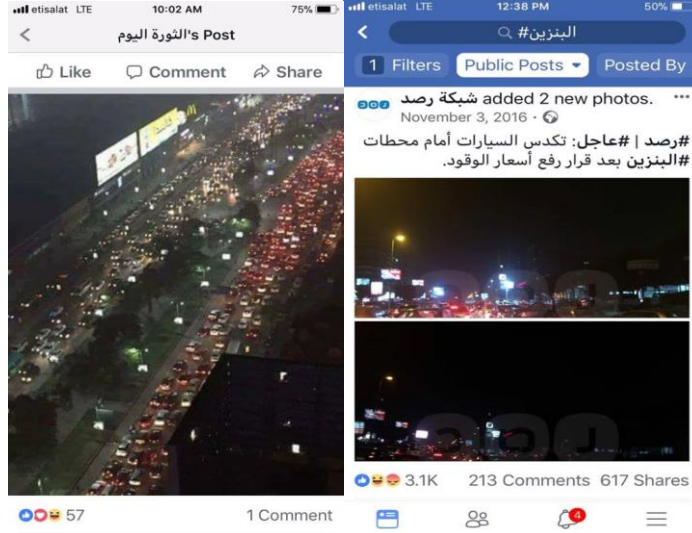 etisalat LTE 10:02 AM 75%
الثورة اليوم's Post
Like Comment Share
57 1 Comment
etisalat LTE 12:38 PM 50%
#البنزين
1 Filters Public Posts Posted By
شبكة رصد added 2 new photos.
November 3, 2016
#رصد | #عاجل: تكدس السيارات أمام محطات
#البنزين بعد قرار رفع أسعار الوقود.
3.1K 213 Comments 617 Shares
4